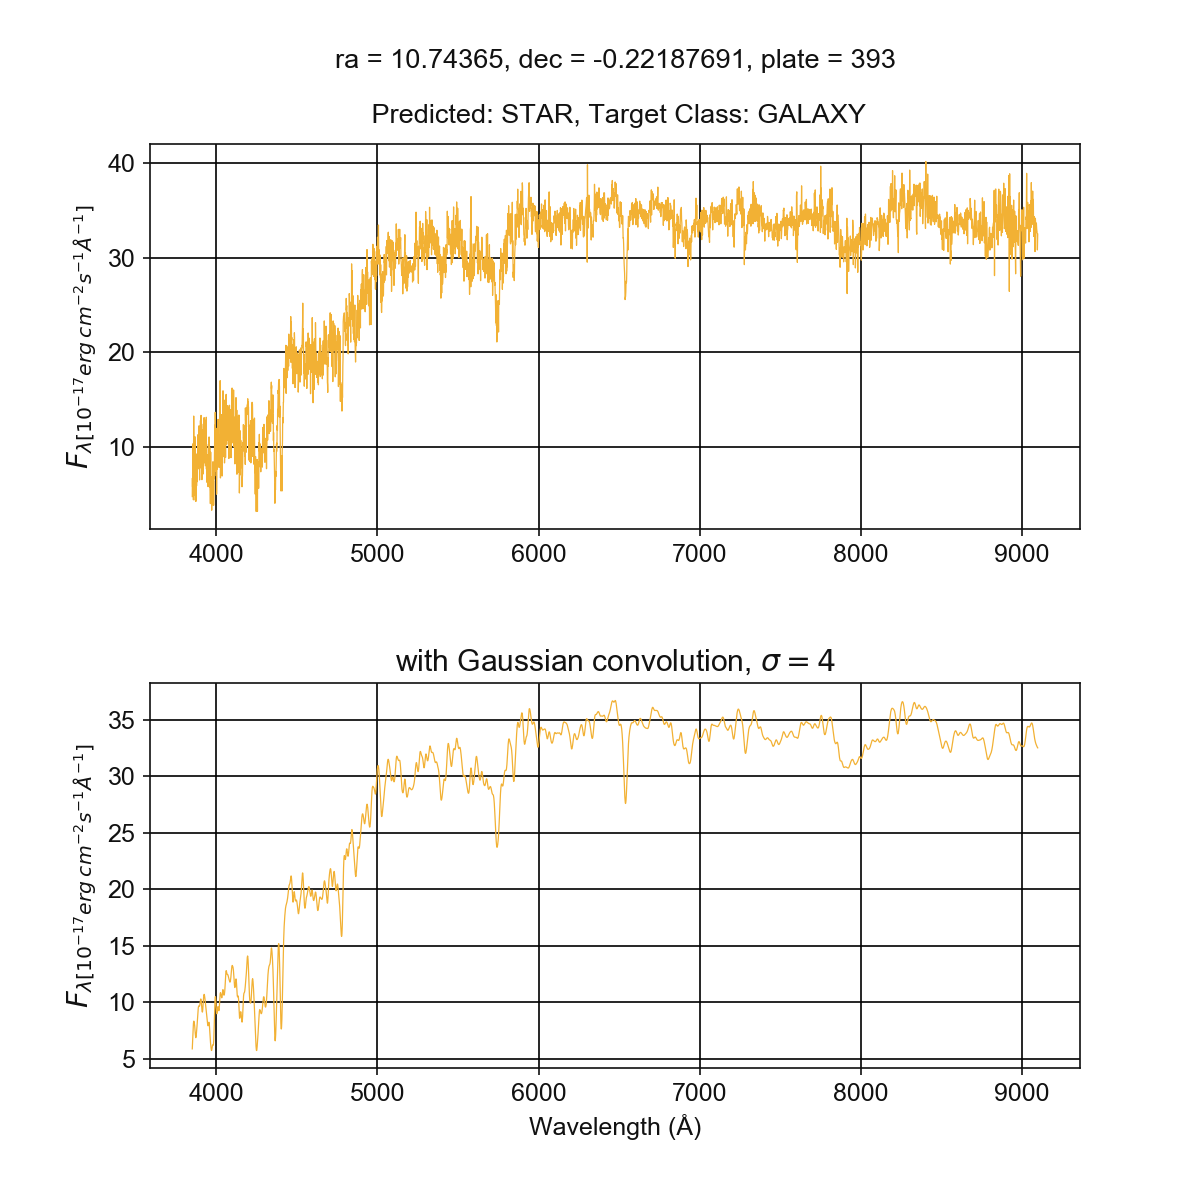 ra = 10.74365, dec = -0.22187691, plate = 393
Predicted: STAR, Target Class: GALAXY
40
30
20
10
F_λ[10^−17 erg cm^−2 s^−1 Å^−1]
4000 5000 6000 7000 8000 9000
with Gaussian convolution, σ = 4
35
30
25
20
15
10
5
F_λ[10^−17 erg cm^−2 s^−1 Å^−1]
4000 5000 6000 7000 8000 9000
Wavelength (Å)